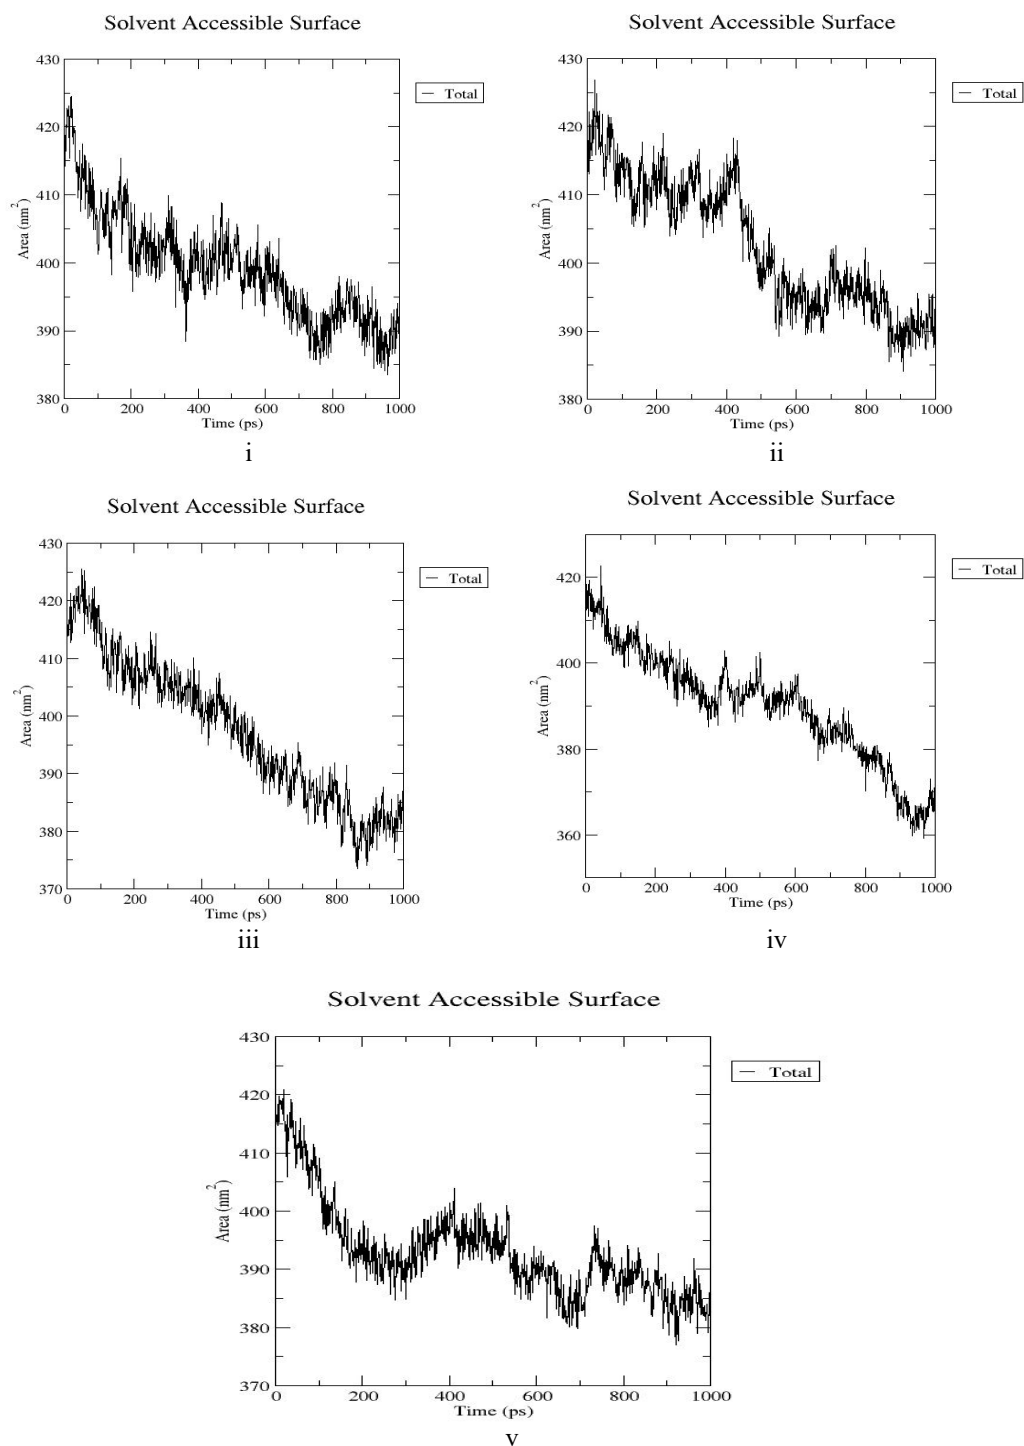 Solvent Accessible Surface
430
420
410
400
390
380
Area (nm²)
0 200 400 600 800 1000
Time (ps)
Total
i
Solvent Accessible Surface
430
420
410
400
390
380
Area (nm²)
0 200 400 600 800 1000
Time (ps)
Total
ii
Solvent Accessible Surface
430
420
410
400
390
380
370
Area (nm²)
0 200 400 600 800 1000
Time (ps)
Total
iii
Solvent Accessible Surface
420
400
380
360
Area (nm²)
0 200 400 600 800 1000
Time (ps)
Total
iv
Solvent Accessible Surface
430
420
410
400
390
380
370
Area (nm²)
0 200 400 600 800 1000
Time (ps)
Total
v